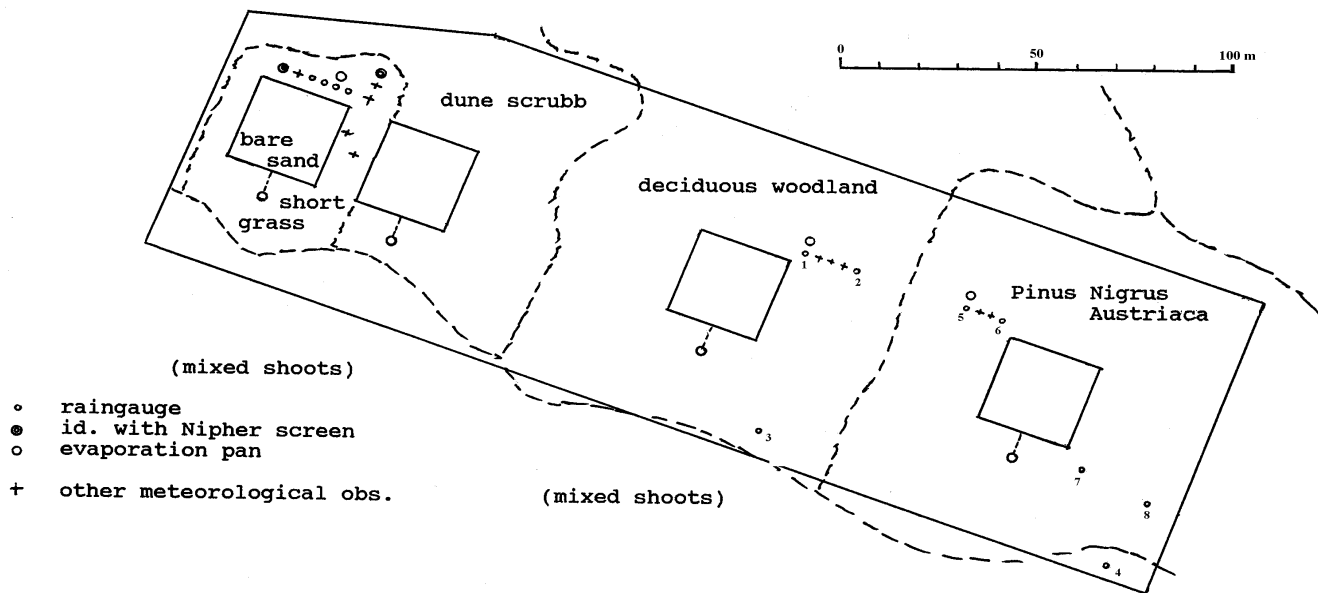 0 50 100 m
dune scrubb
bare
sand
short
grass
deciduous woodland
1
2
Pinus Nigrus
Austriaca
5
6
(mixed shoots)
raingauge
id. with Nipher screen
evaporation pan
other meteorological obs.
3
(mixed shoots)
7
8
4